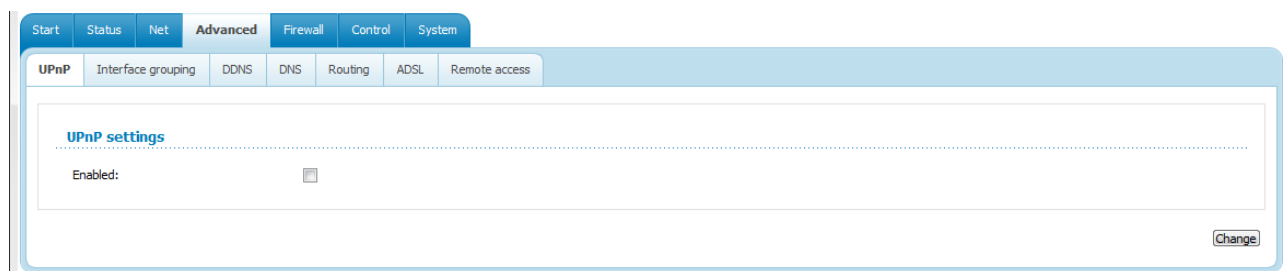 Start Status Net Advanced Firewall Control System
UPnP Interface grouping DDNS DNS Routing ADSL Remote access
UPnP settings
Enabled:
Change